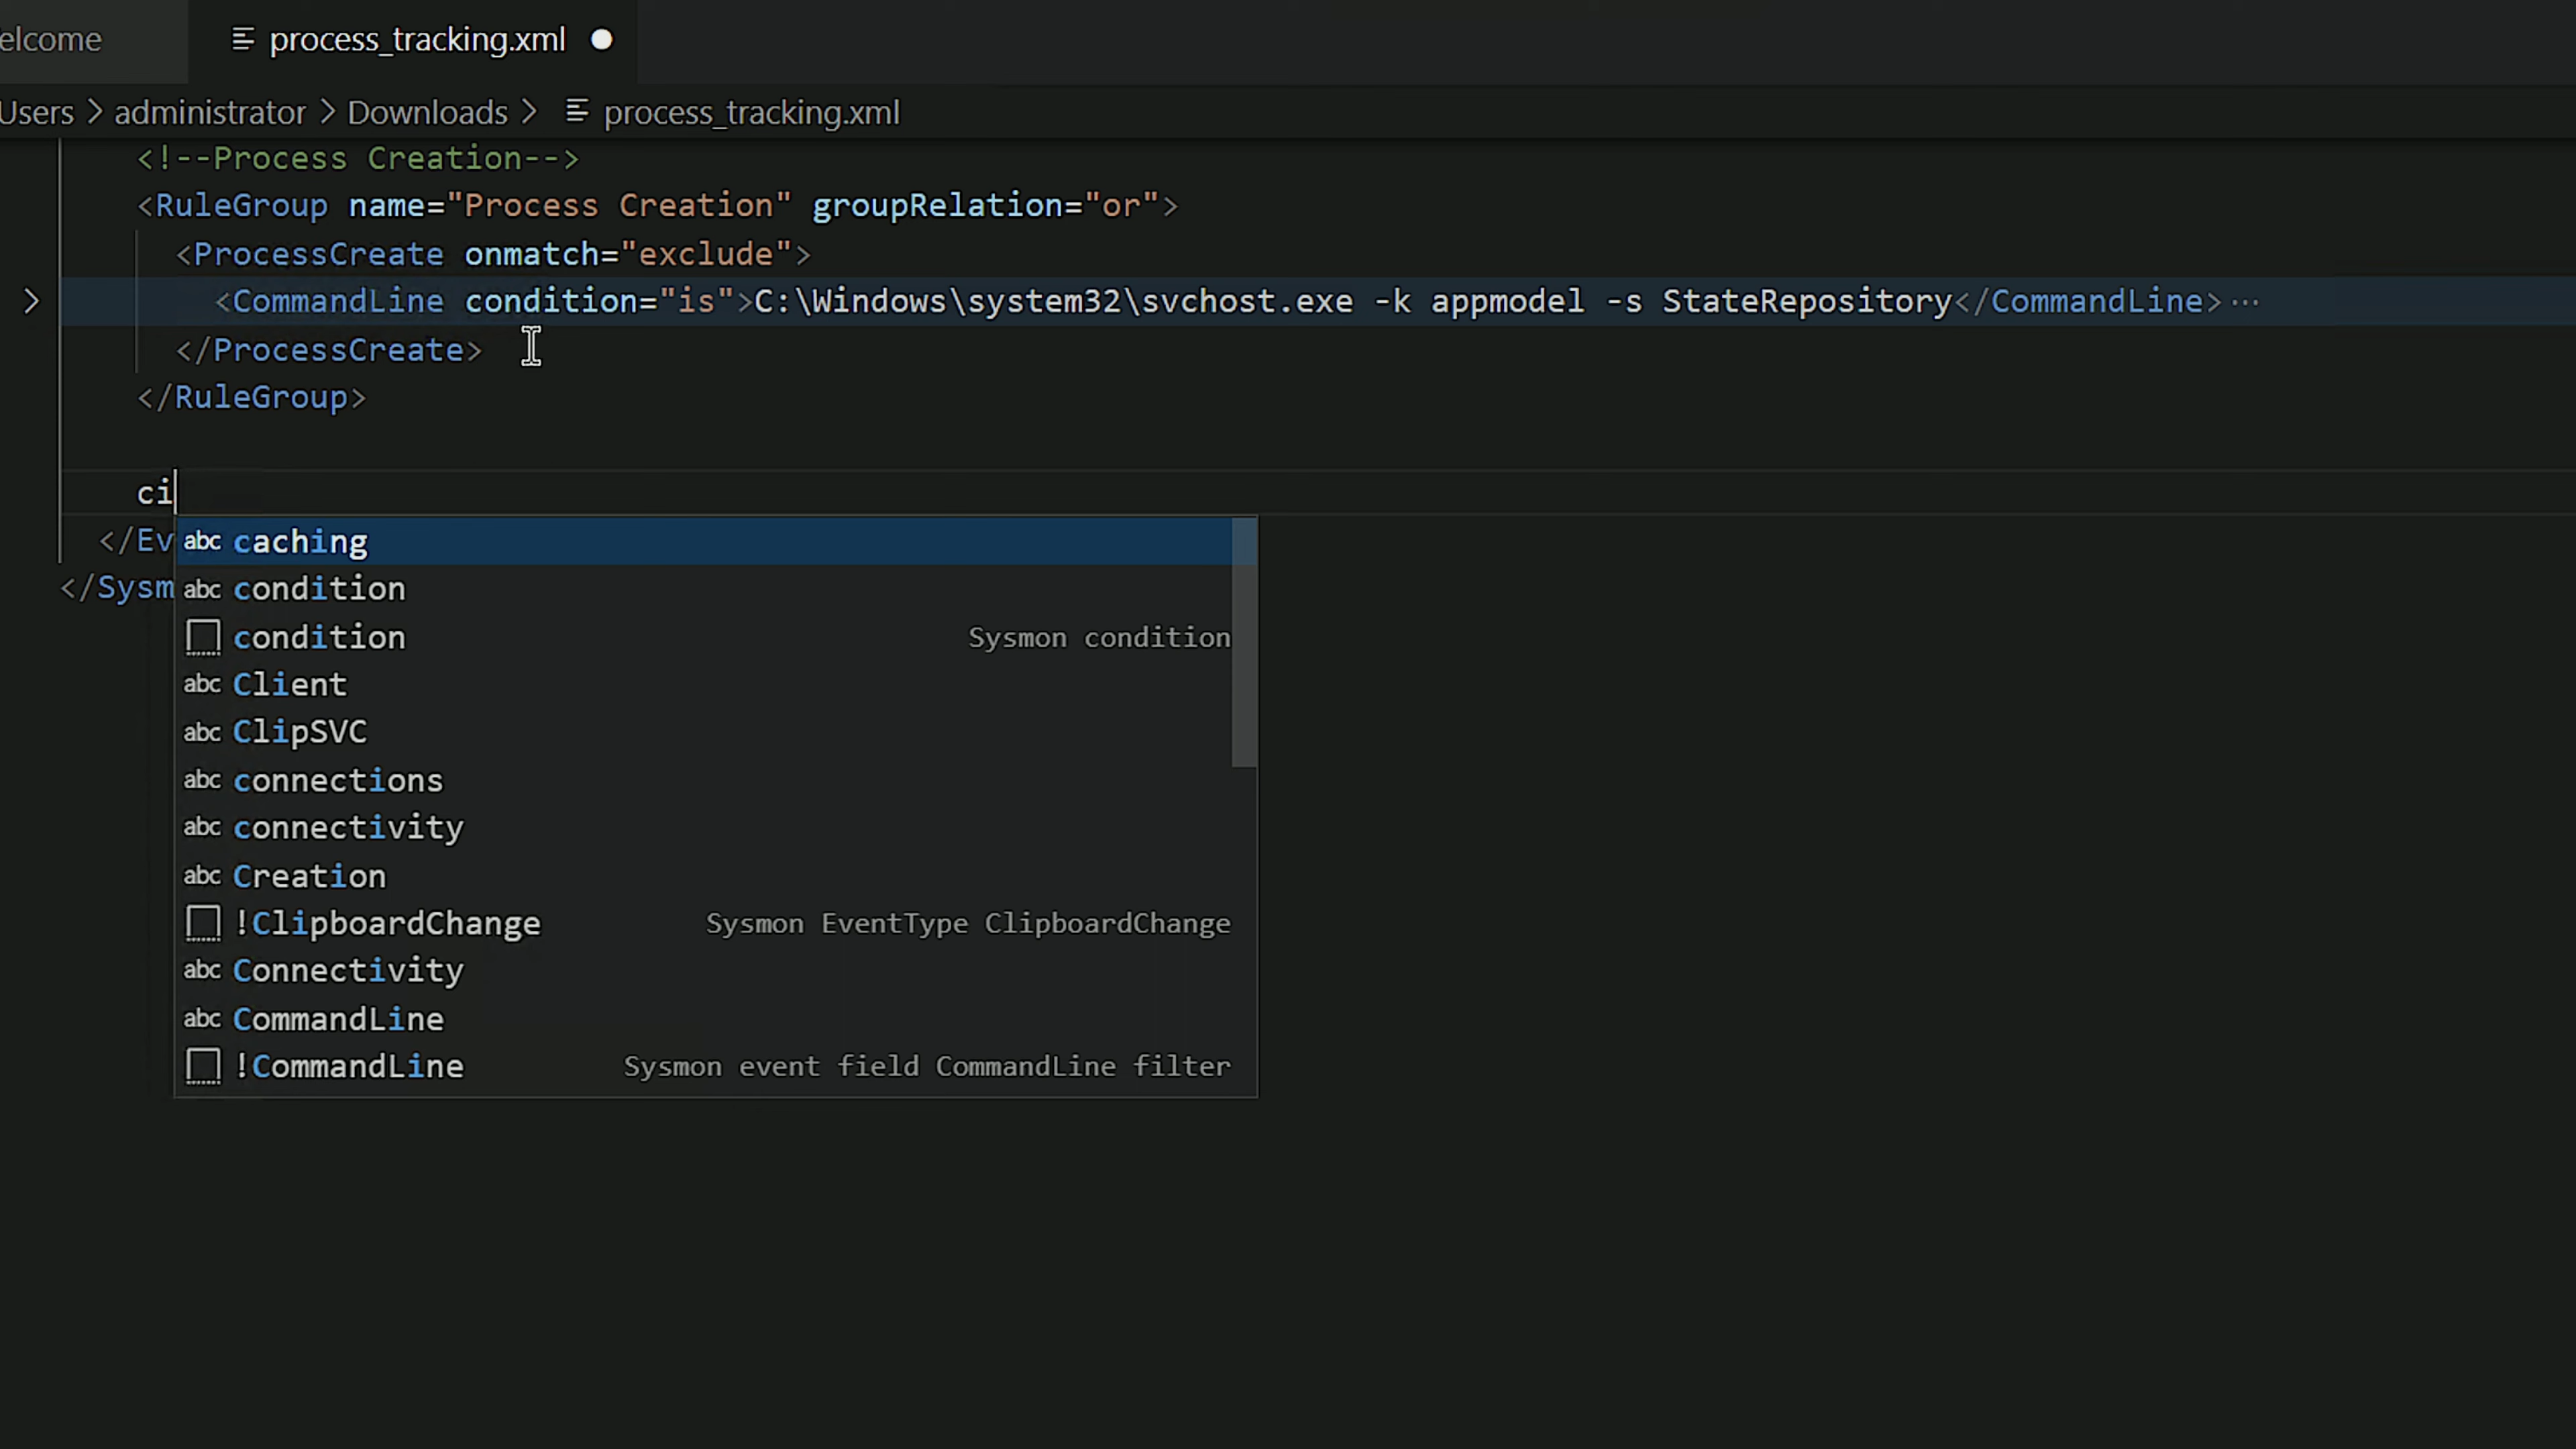 elcome process_tracking.xml
Users > administrator > Downloads > process_tracking.xml
<!--Process Creation-->
<RuleGroup name="Process Creation" groupRelation="or">
<ProcessCreate onmatch="exclude">
<CommandLine condition="is">C:\Windows\system32\svchost.exe -k appmodel -s StateRepository</CommandLine>···
</ProcessCreate>
</RuleGroup>
ci
</Ev
</Sysm
abc caching
abc condition
condition Sysmon condition
abc Client
abc ClipSVC
abc connections
abc connectivity
abc Creation
!ClipboardChange Sysmon EventType ClipboardChange
abc Connectivity
abc CommandLine
!CommandLine Sysmon event field CommandLine filter